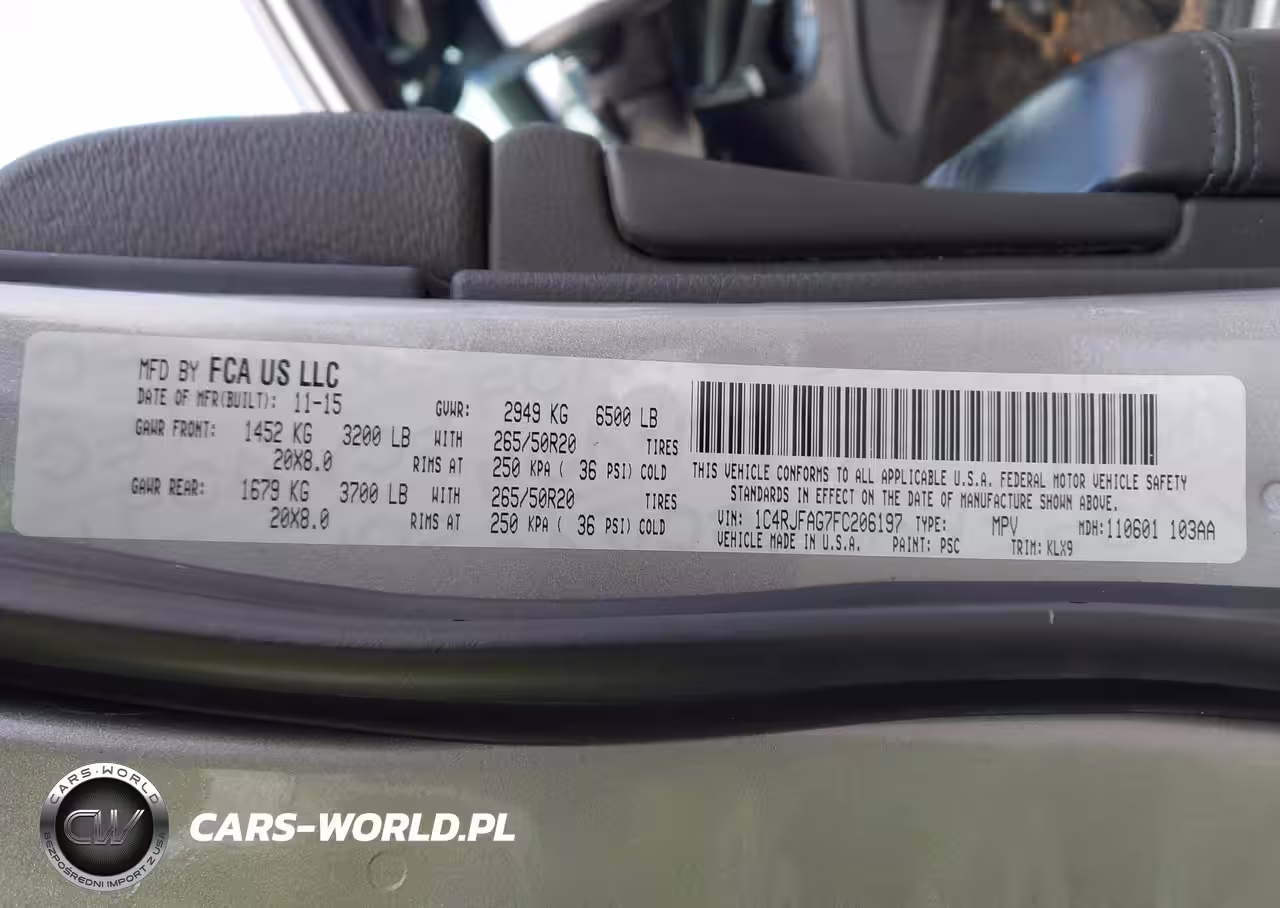 MFD BY FCA US LLC
DATE OF MFR(BUILT): 11-15 GVWR: 2949 KG 6500 LB
GAWR FRONT: 1452 KG 3200 LB WITH 265/50R20 TIRES
20X8.0 RIMS AT 250 KPA ( 36 PSI) COLD
GAWR REAR: 1679 KG 3700 LB WITH 265/50R20 TIRES
20X8.0 RIMS AT 250 KPA ( 36 PSI) COLD
THIS VEHICLE CONFORMS TO ALL APPLICABLE U.S.A. FEDERAL MOTOR VEHICLE SAFETY
STANDARDS IN EFFECT ON THE DATE OF MANUFACTURE SHOWN ABOVE.
VIN: 1C4RJFAG7FC206197 TYPE: MPV MDH:110601 103AA
VEHICLE MADE IN U.S.A. PAINT: PSC TRIM: KLX9
CARS-WORLD
CW
BEZPOŚREDNI IMPORT Z USA
CARS-WORLD.PL